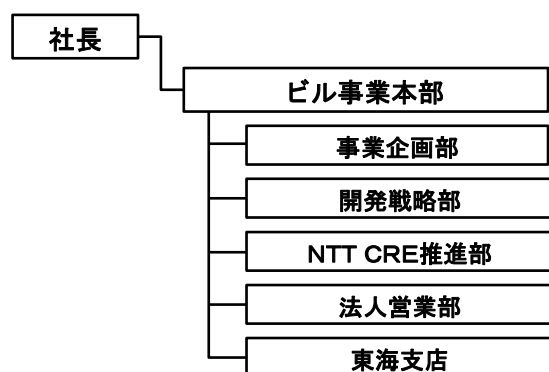 社長
ビル事業本部
事業企画部
開発戦略部
NTT CRE推進部
法人営業部
東海支店